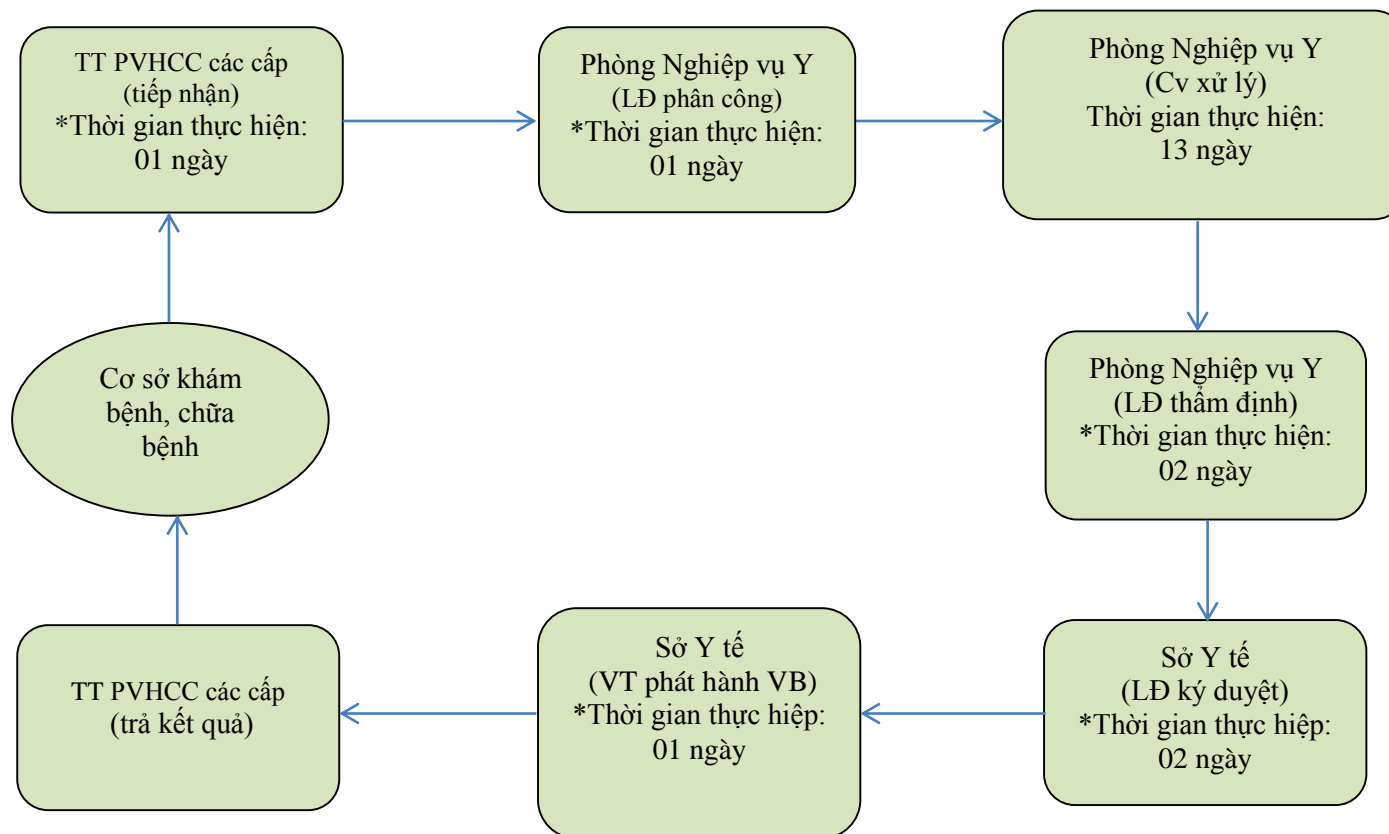 TT PVHCC các cấp
(tiếp nhận)
*Thời gian thực hiện:
01 ngày
Phòng Nghiệp vụ Y
(LĐ phân công)
*Thời gian thực hiện:
01 ngày
Phòng Nghiệp vụ Y
(Cv xử lý)
Thời gian thực hiện:
13 ngày
Phòng Nghiệp vụ Y
(LĐ thẩm định)
*Thời gian thực hiện:
02 ngày
Sở Y tế
(LĐ ký duyệt)
*Thời gian thực hiệp:
02 ngày
Sở Y tế
(VT phát hành VB)
*Thời gian thực hiệp:
01 ngày
TT PVHCC các cấp
(trả kết quả)
Cơ sở khám
bệnh, chữa
bệnh